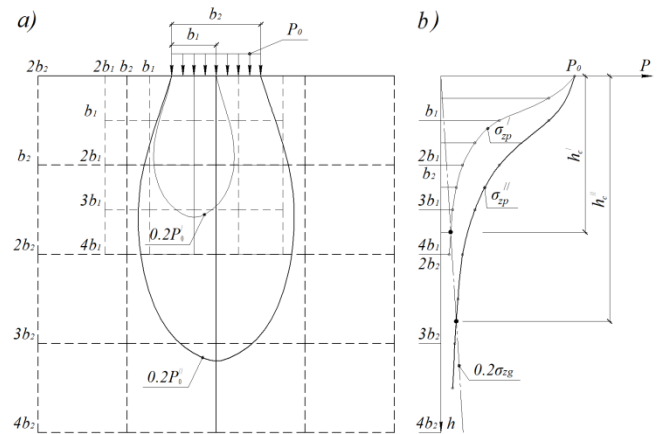 a)
b₂
b₁
P₀
2b₂
2b₁
b₂
b₁
b₁
b₂
2b₁
3b₁
0.2P₀'
2b₂
4b₁
3b₂
0.2P₀''
4b₂
b)
P₀
P
b₁
σzp'
hc'
2b₁
b₂
σzp''
hc''
3b₁
4b₁
2b₂
3b₂
0.2σzg
4b₂
h